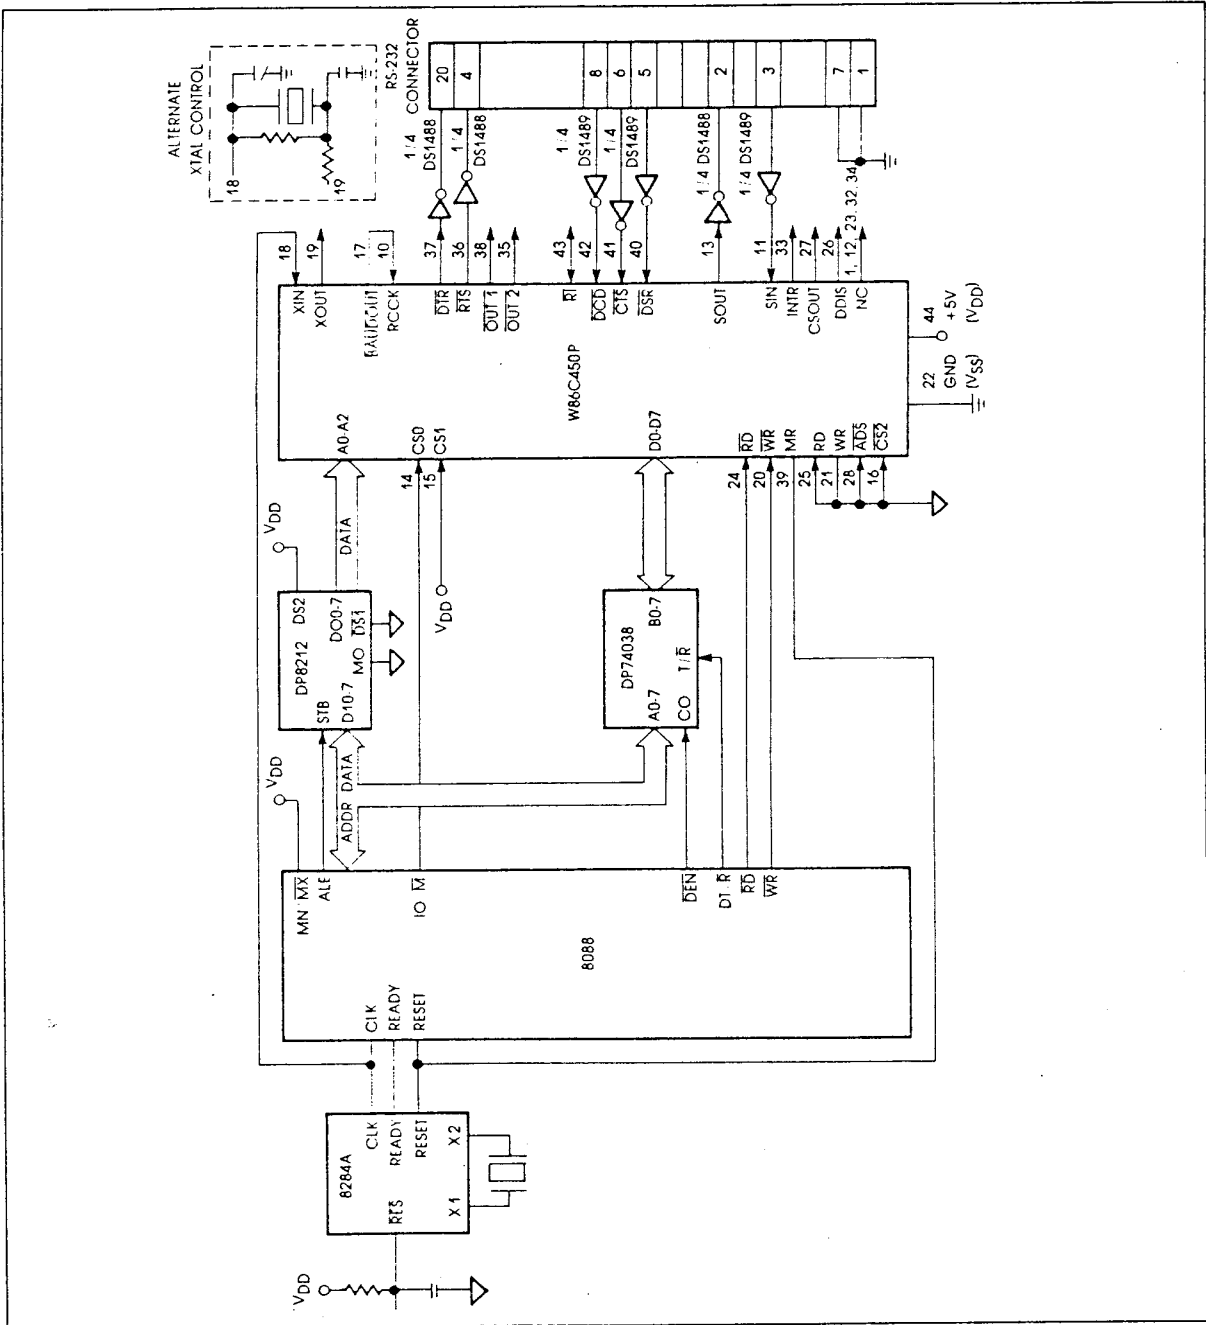 ALTERNATE
XTAL CONTROL
18
19
RS-232
CONNECTOR
20
4
8
6
5
2
3
7
1
1/4
DS1488
1/4
DS1488
1/4
DS1489
1/4
DS1489
1/4 DS1488
1/4 DS1489
18
19
17
10
37
36
38
35
43
42
41
40
13
11
33
27
26
1, 12, 23, 32, 34
XIN
XOUT
BAUDOUT
RCCK
DTR
RTS
OUT 1
OUT 2
RI
DCD
CTS
DSR
SOUT
SIN
INTR
CSOUT
DDIS
NC
W86C450P
44
+5V
(VDD)
22
GND
(VSS)
A0-A2
CS0
CS1
D0-D7
RD
WR
MR
RD
WR
ADS
CS2
14
15
24
20
39
25
21
28
16
VDD
DATA
DS2
DO0-7
DS1
DP8212
MO
STB
D10-7
VDD
B0-7
DP74038
T/R
A0-7
CO
VDD
ADDR DATA
MN MX
ALE
IO M
DEN
DT R
RD
WR
8088
CLK
READY
RESET
8284A
CLK
READY
RESET
X2
RES
X1
VDD